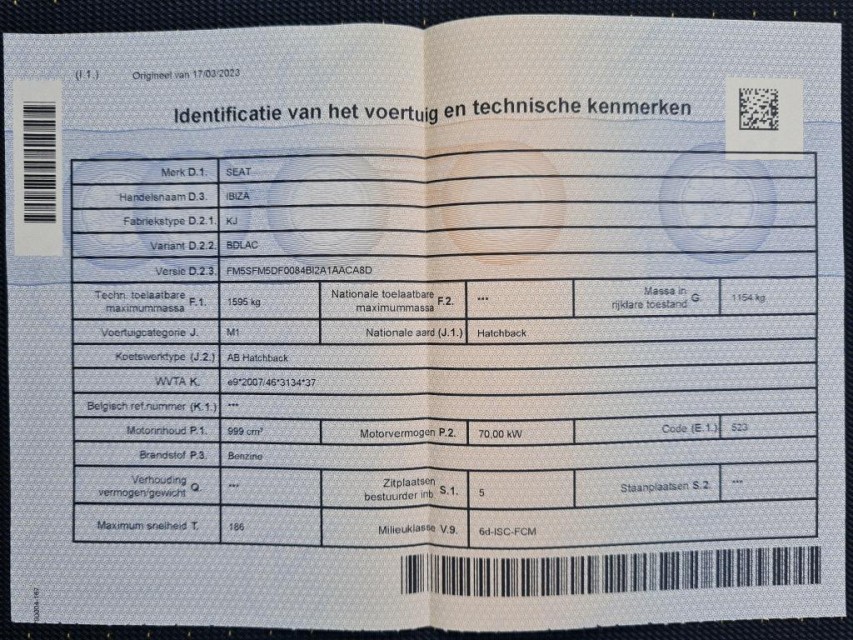 (I.1.) Origineel van 17/03/2023
Identificatie van het voertuig en technische kenmerken
Merk D.1. SEAT
Handelsnaam D.3. IBIZA
Fabriekstype D.2.1. KJ
Variant D.2.2. BDLAC
Versie D.2.3. FM5SFM5DF0084BIZA1AACA8D
Techn. toelaatbare maximummassa F.1. 1595 kg Nationale toelaatbare maximummassa F.2. *** Massa in rijklare toestand G. 1154 kg
Voertuigcategorie J. M1 Nationale aard (J.1.) Hatchback
Koetswerktype (J.2.) AB Hatchback
WVTA K. e9*2007/46*3134*37
Belgisch ref.nummer (K.1.) ***
Motorinhoud P.1. 999 cm³ Motorvermogen P.2. 70,00 kW Code (E.1.) 523
Brandstof P.3. Benzine
Verhouding vermogen/gewicht Q. *** Zitplaatsen bestuurder inb. S.1. 5 Staanplaatsen S.2. ***
Maximum snelheid T. 186 Milieuklasse V.9. 6d-ISC-FCM